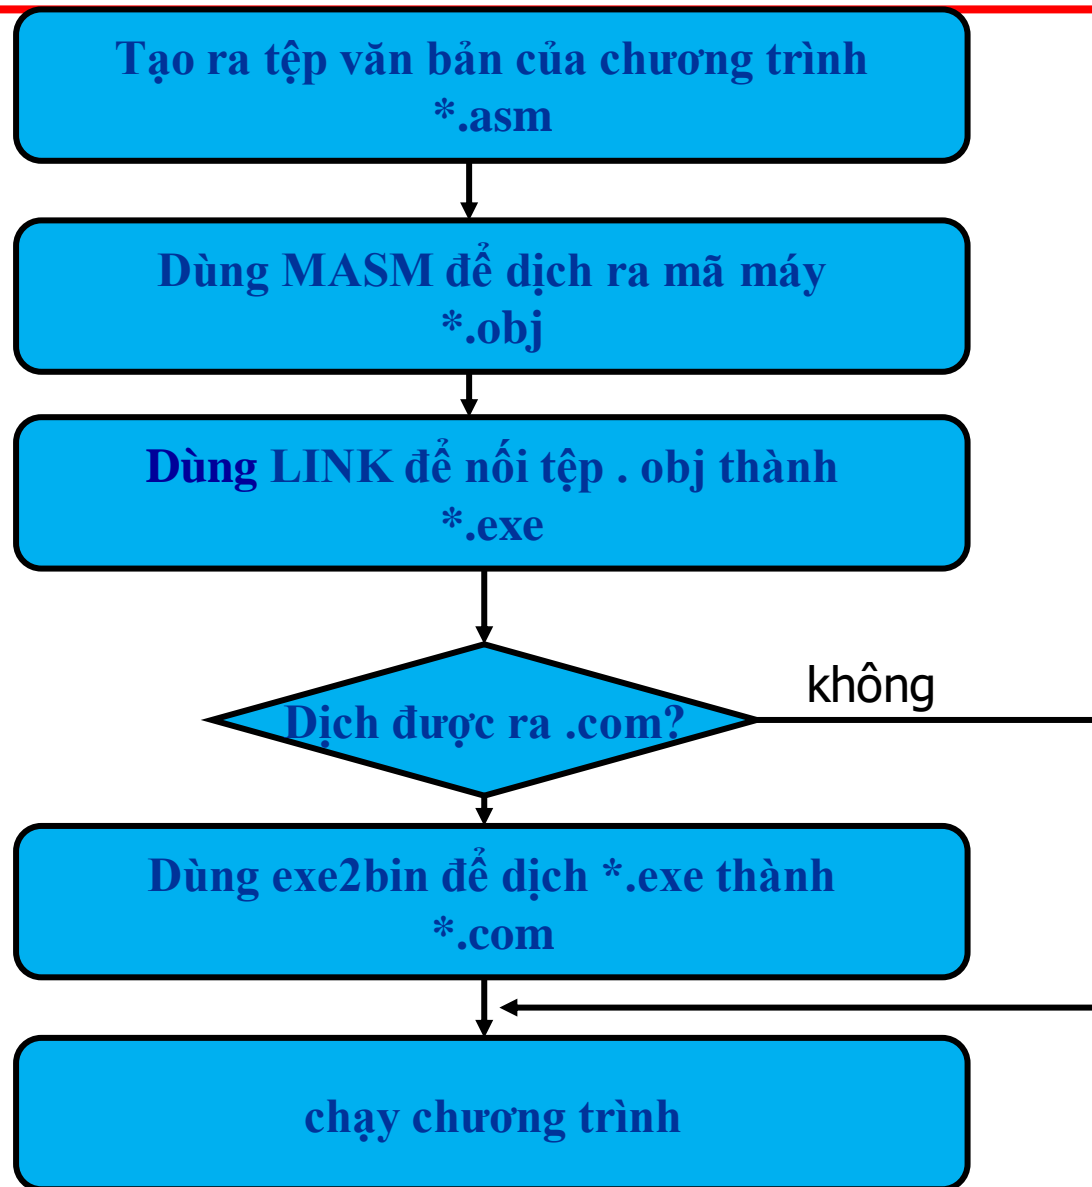 Tạo ra tệp văn bản của chương trình
*.asm
Dùng MASM để dịch ra mã máy
*.obj
Dùng LINK để nối tệp . obj thành
*.exe
Dịch được ra .com?
không
Dùng exe2bin để dịch *.exe thành
*.com
chạy chương trình